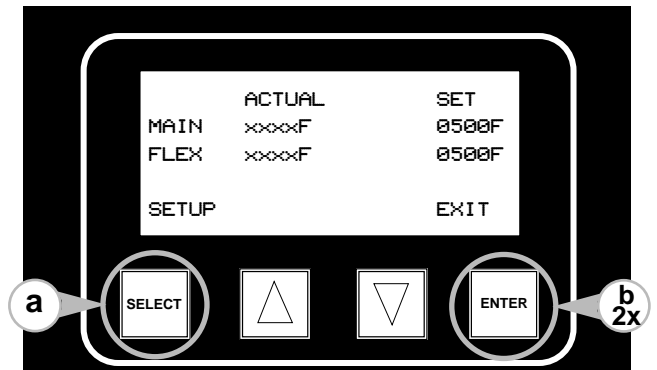 ACTUAL SET
MAIN xxxxF 0500F
FLEX xxxxF 0500F
SETUP EXIT
a SELECT ENTER b
2x